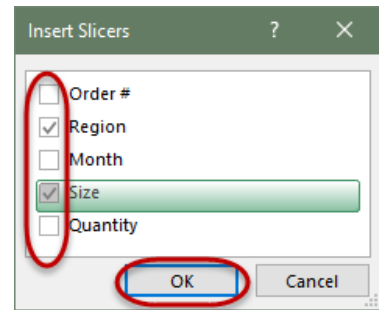 Insert Slicers ? ×
Order #
Region
Month
Size
Quantity
OK Cancel